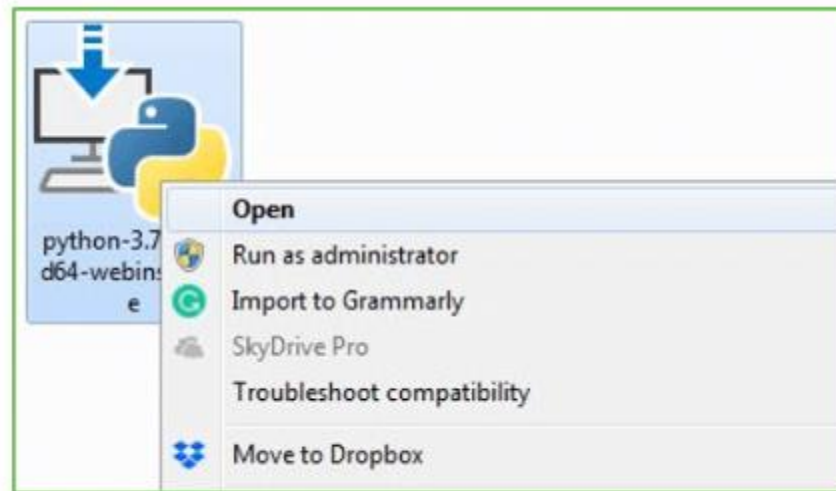 python-3.7
d64-webins
e
Open
Run as administrator
Import to Grammarly
SkyDrive Pro
Troubleshoot compatibility
Move to Dropbox